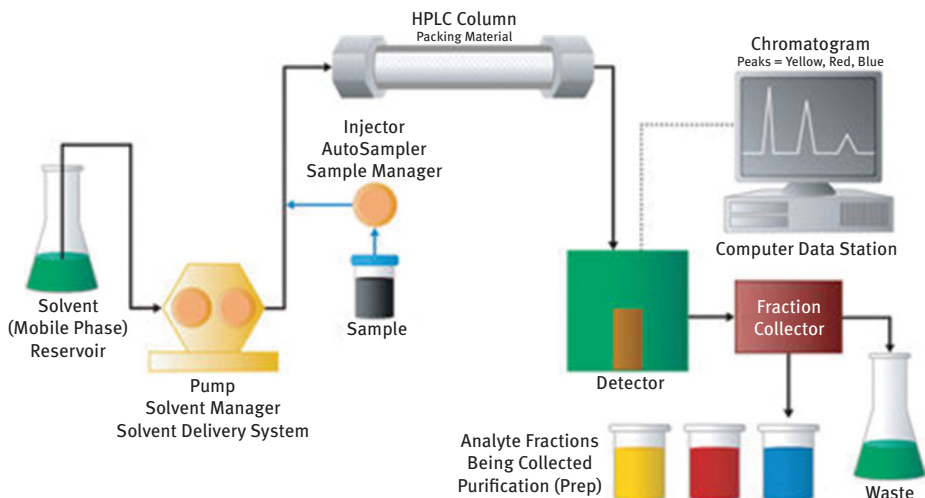 HPLC Column
Packing Material
Chromatogram
Peaks = Yellow, Red, Blue
Injector
AutoSampler
Sample Manager
Computer Data Station
Solvent
(Mobile Phase)
Reservoir
Sample
Fraction
Collector
Detector
Pump
Solvent Manager
Solvent Delivery System
Analyte Fractions
Being Collected
Purification (Prep)
Waste